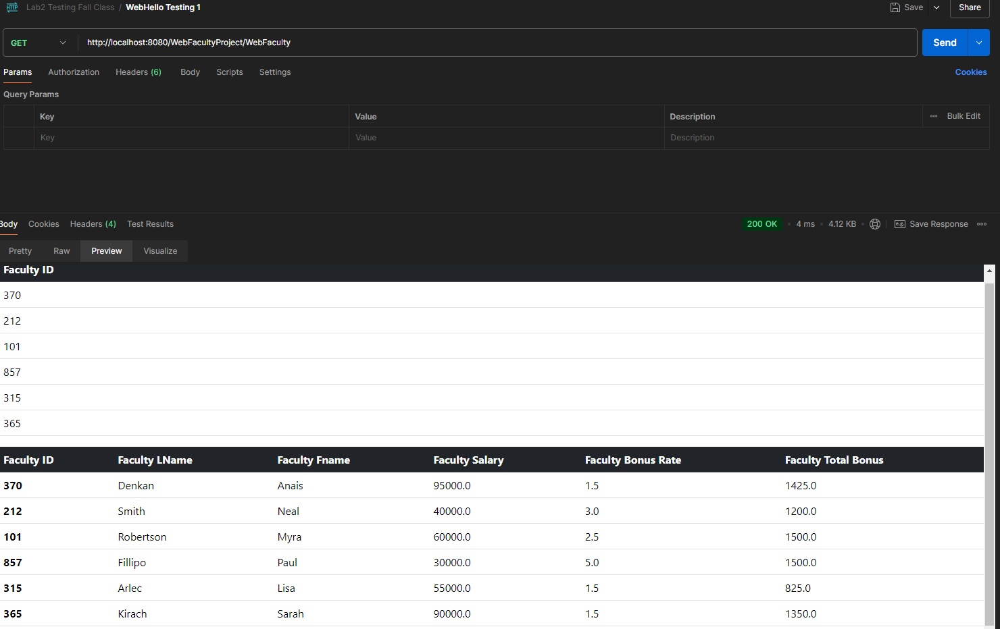 HTTP Lab2 Testing Fall Class / WebHello Testing 1 Save Share
GET http://localhost:8080/WebFacultyProject/WebFaculty Send
Params Authorization Headers (6) Body Scripts Settings Cookies
Query Params
Key Value Description Bulk Edit
Key Value Description
Body Cookies Headers (4) Test Results 200 OK 4 ms 4.12 KB e.g. Save Response
Pretty Raw Preview Visualize
Faculty ID
370
212
101
857
315
365
Faculty ID Faculty LName Faculty Fname Faculty Salary Faculty Bonus Rate Faculty Total Bonus
370 Denkan Anais 95000.0 1.5 1425.0
212 Smith Neal 40000.0 3.0 1200.0
101 Robertson Myra 60000.0 2.5 1500.0
857 Fillipo Paul 30000.0 5.0 1500.0
315 Arlec Lisa 55000.0 1.5 825.0
365 Kirach Sarah 90000.0 1.5 1350.0